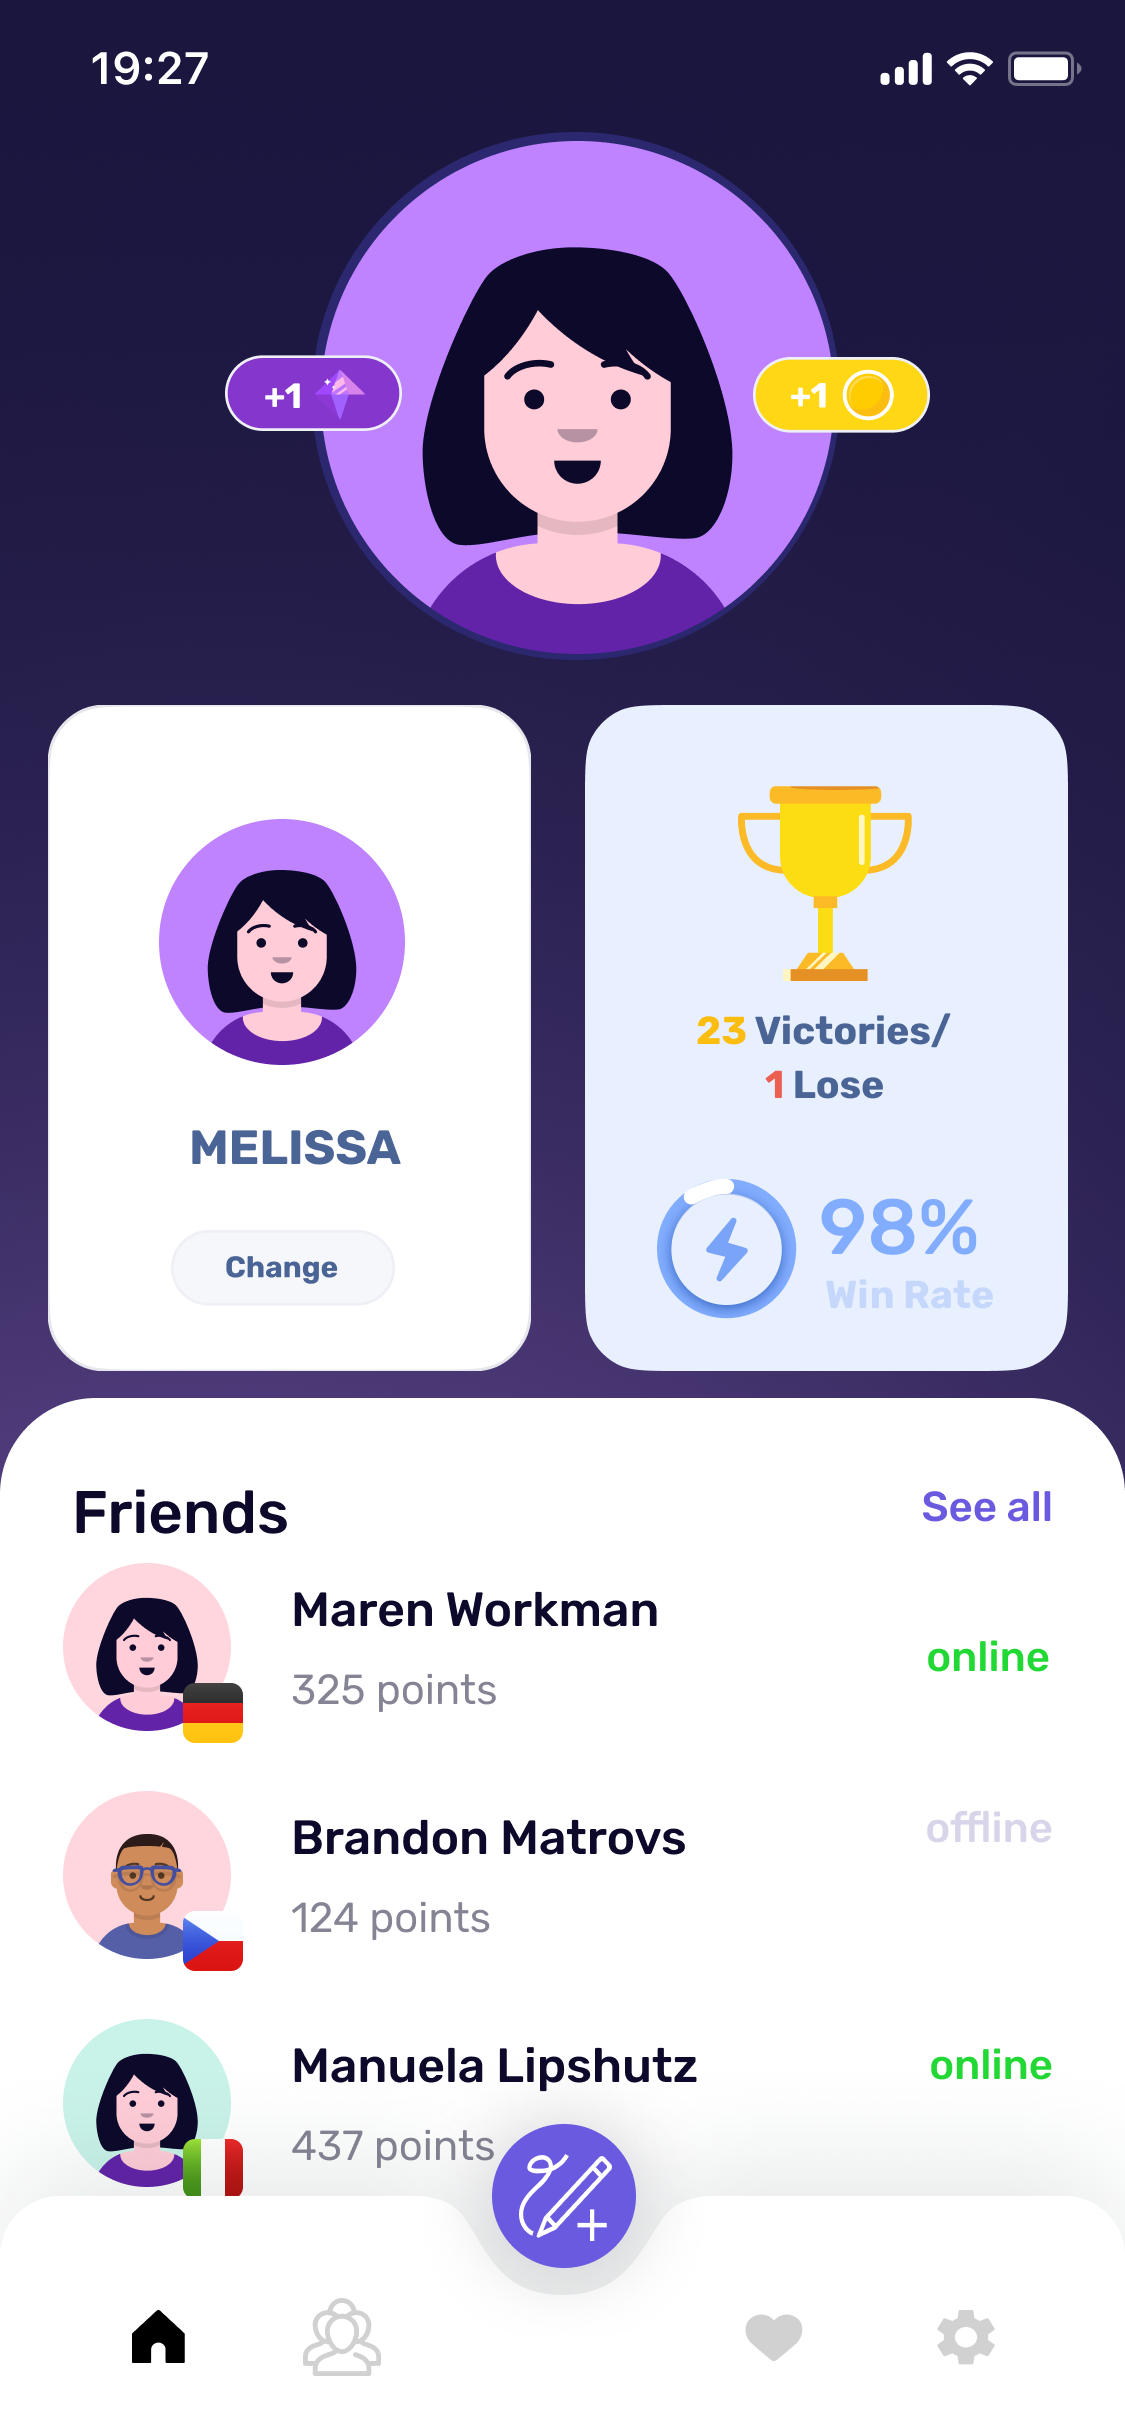 19:27
+1
+1
MELISSA
Change
23 Victories/
1 Lose
98%
Win Rate
Friends
See all
Maren Workman
325 points
online
Brandon Matrovs
124 points
offline
Manuela Lipshutz
437 points
online